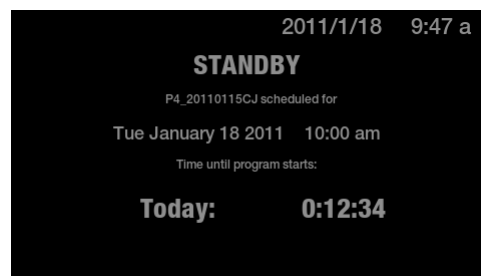 2011/1/18 9:47 a
STANDBY
P4_20110115CJ scheduled for
Tue January 18 2011 10:00 am
Time until program starts:
Today: 0:12:34